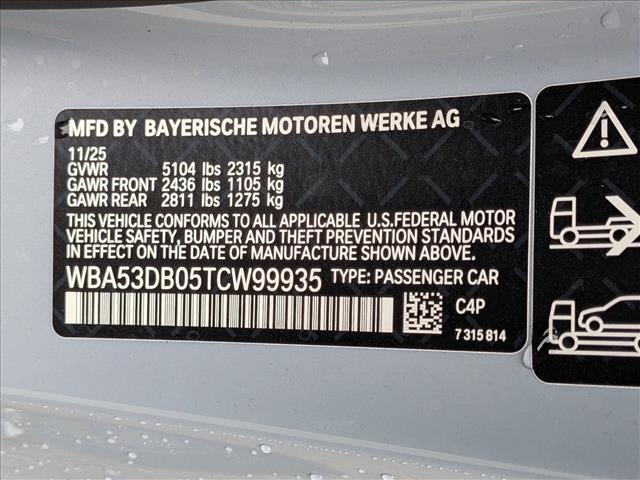 MFD BY BAYERISCHE MOTOREN WERKE AG
11/25
GVWR 5104 lbs 2315 kg
GAWR FRONT 2436 lbs 1105 kg
GAWR REAR 2811 lbs 1275 kg
THIS VEHICLE CONFORMS TO ALL APPLICABLE U.S.FEDERAL MOTOR
VEHICLE SAFETY, BUMPER AND THEFT PREVENTION STANDARDS
IN EFFECT ON THE DATE OF MANUFACTURE SHOWN ABOVE.
WBA53DB05TCW99935 TYPE: PASSENGER CAR
C4P
7 315 814